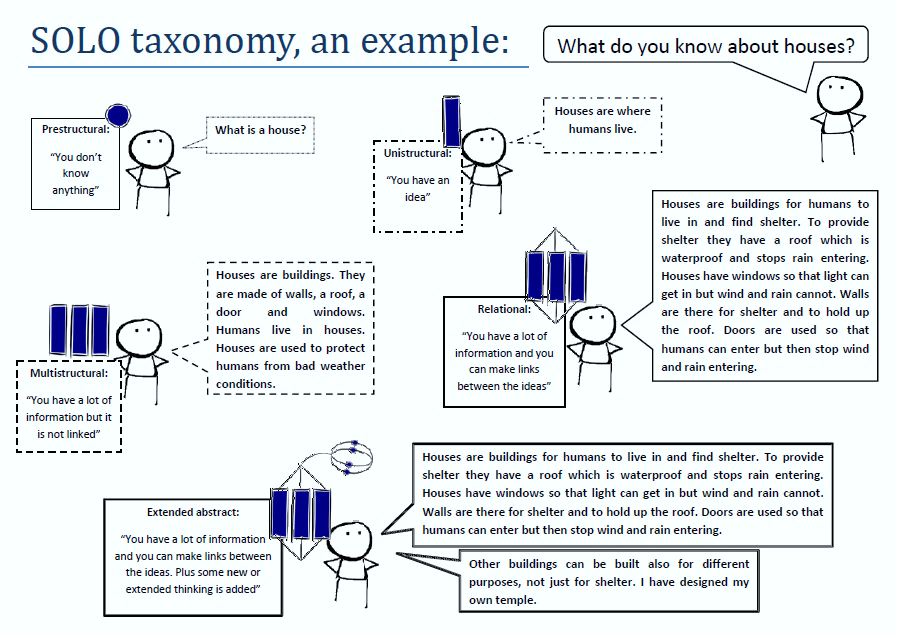 SOLO taxonomy, an example:
What do you know about houses?
Prestructural:
“You don’t
know
anything”
What is a house?
Unistructural:
“You have an
idea”
Houses are where
humans live.
Multistructural:
“You have a lot of
information but it
is not linked”
Houses are buildings. They
are made of walls, a roof, a
door and windows.
Humans live in houses.
Houses are used to protect
humans from bad weather
conditions.
Relational:
“You have a lot of
information and you
can make links
between the ideas”
Houses are buildings for humans to
live in and find shelter. To provide
shelter they have a roof which is
waterproof and stops rain entering.
Houses have windows so that light can
get in but wind and rain cannot. Walls
are there for shelter and to hold up
the roof. Doors are used so that
humans can enter but then stop wind
and rain entering.
Extended abstract:
“You have a lot of information
and you can make links between
the ideas. Plus some new or
extended thinking is added”
Houses are buildings for humans to live in and find shelter. To provide
shelter they have a roof which is waterproof and stops rain entering.
Houses have windows so that light can get in but wind and rain cannot.
Walls are there for shelter and to hold up the roof. Doors are used so that
humans can enter but then stop wind and rain entering.
Other buildings can be built also for different
purposes, not just for shelter. I have designed my
own temple.